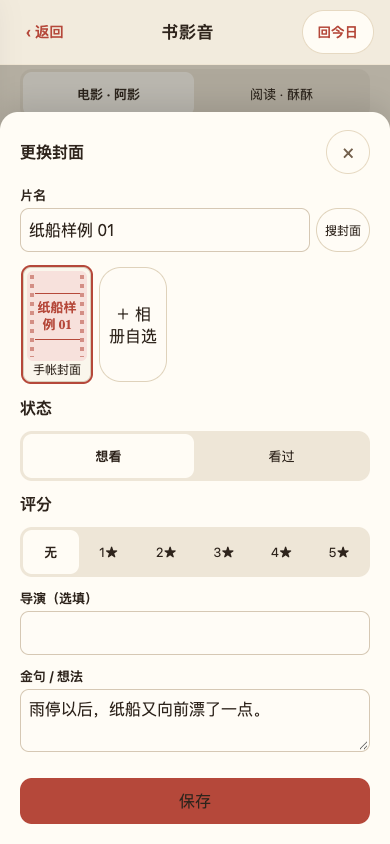 ‹ 返回
书影音
回今日
电影 · 阿影
阅读 · 酥酥
更换封面
×
片名
纸船样例 01
搜封面
纸船样
例 01
手帐封面
＋ 相
册自选
状态
想看
看过
评分
无
1★
2★
3★
4★
5★
导演（选填）
金句 / 想法
雨停以后，纸船又向前漂了一点。
保存